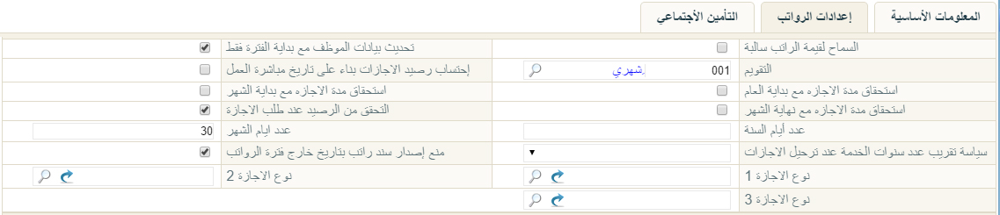 المعلومات الأساسية إعدادات الرواتب التأمين الأجتماعي
السماح لقيمة الراتب سالبة تحديث بيانات الموظف مع بداية الفترة فقط
التقويم 001 شهري إحتساب رصيد الاجازات بناء على تاريخ مباشرة العمل
استحقاق مدة الاجازه مع بداية العام استحقاق مدة الاجازه مع بداية الشهر
استحقاق مدة الاجازه مع نهاية الشهر التحقق من الرصيد عند طلب الاجازة
عدد أيام السنة عدد ايام الشهر 30
سياسة تقريب عدد سنوات الخدمة عند ترحيل الاجازات منع إصدار سند راتب بتاريخ خارج فترة الرواتب
نوع الاجازة 1 نوع الاجازة 2
نوع الاجازة 3